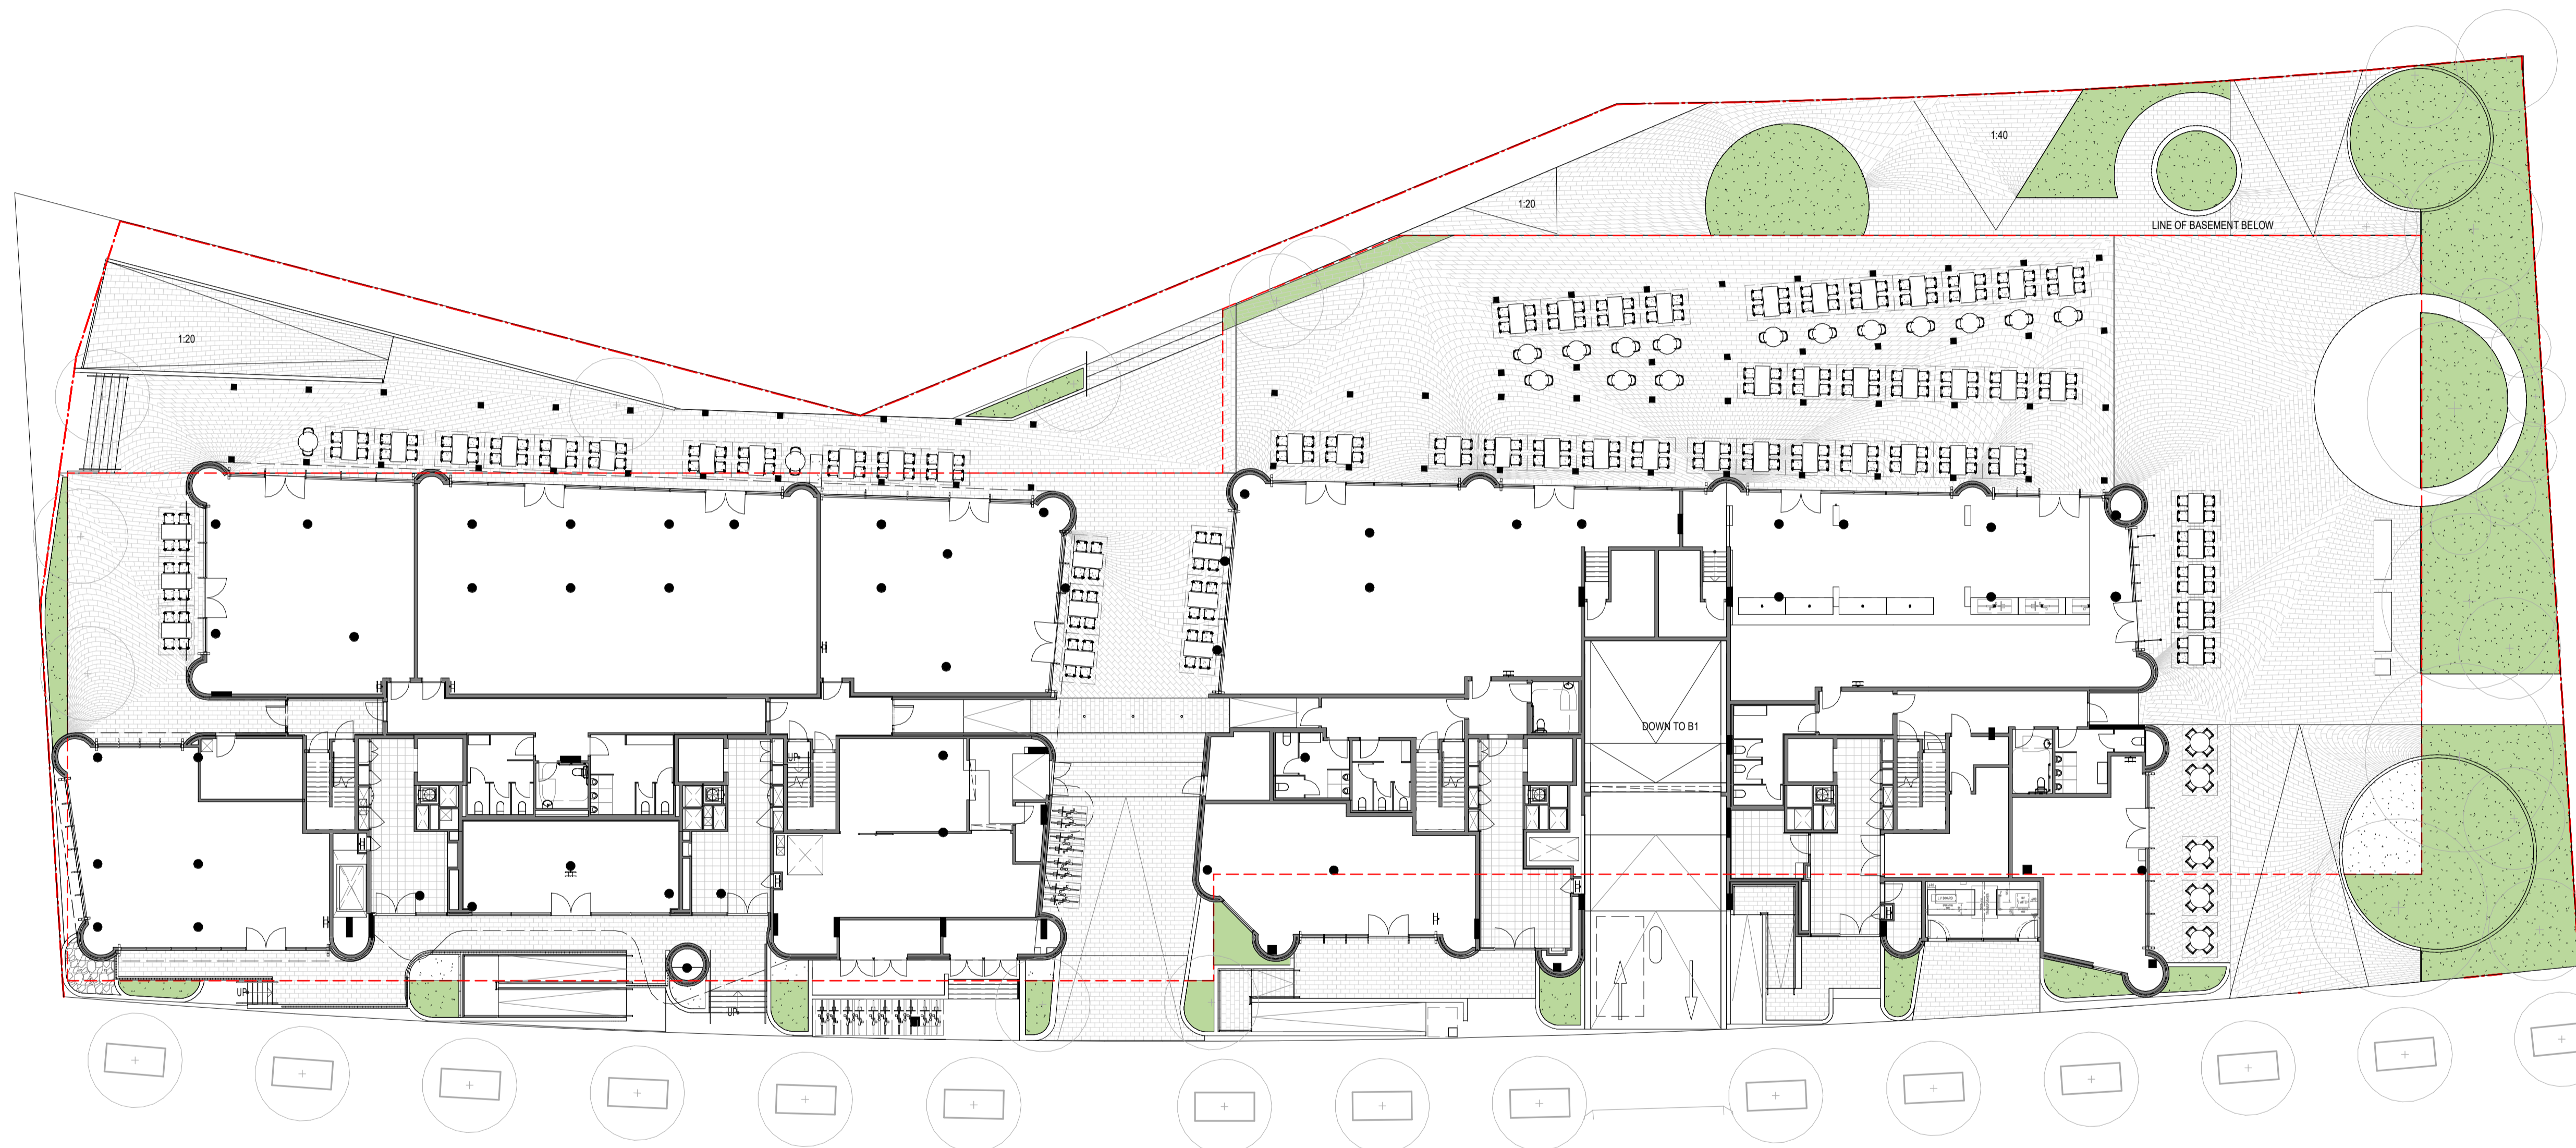 1:40
1:20
LINE OF BASEMENT BELOW
1:20
DOWN TO B1
UP
UP
UP